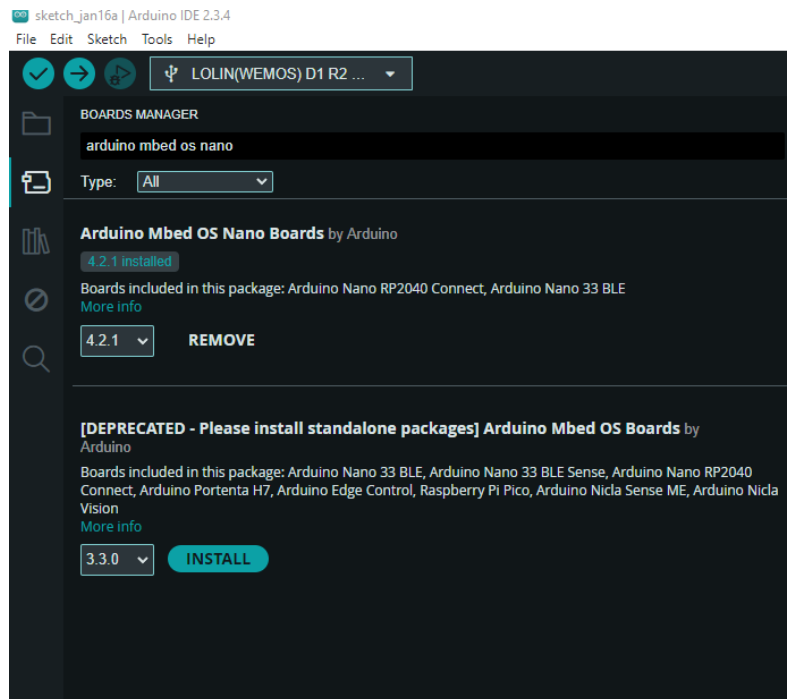 sketch_jan16a | Arduino IDE 2.3.4
File Edit Sketch Tools Help
LOLIN(WEMOS) D1 R2 ...
BOARDS MANAGER
arduino mbed os nano
Type: All
Arduino Mbed OS Nano Boards by Arduino
4.2.1 installed
Boards included in this package: Arduino Nano RP2040 Connect, Arduino Nano 33 BLE
More info
4.2.1 REMOVE
[DEPRECATED - Please install standalone packages] Arduino Mbed OS Boards by
Arduino
Boards included in this package: Arduino Nano 33 BLE, Arduino Nano 33 BLE Sense, Arduino Nano RP2040
Connect, Arduino Portenta H7, Arduino Edge Control, Raspberry Pi Pico, Arduino Nicla Sense ME, Arduino Nicla
Vision
More info
3.3.0 INSTALL